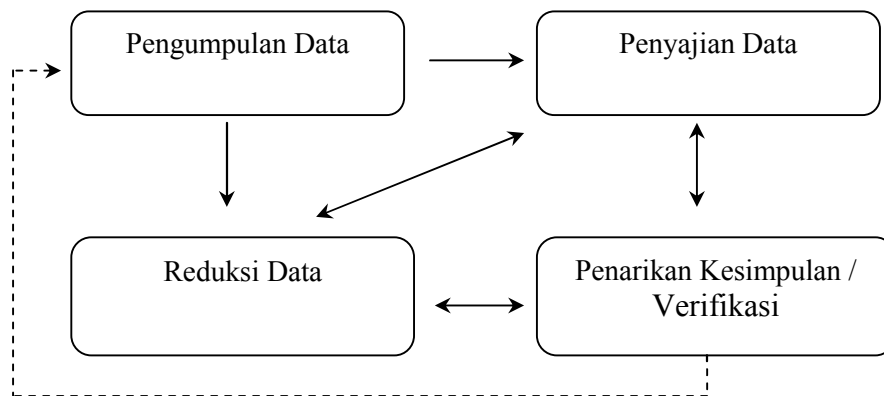 Pengumpulan Data
Penyajian Data
Reduksi Data
Penarikan Kesimpulan /
Verifikasi